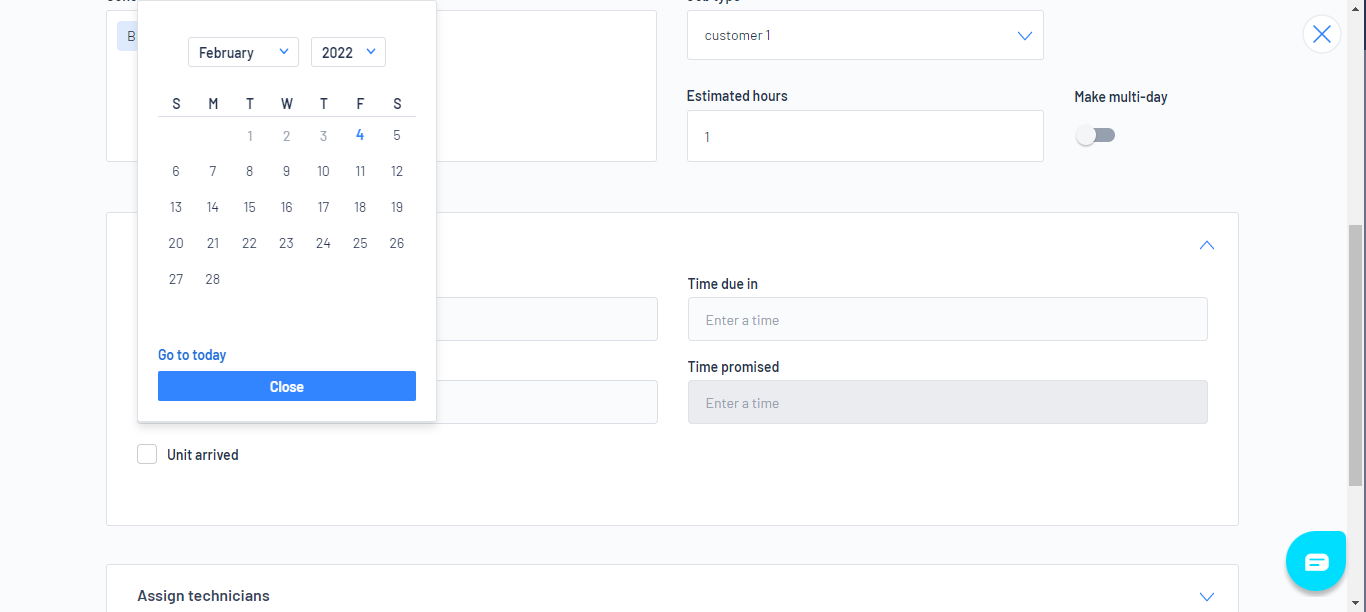 Job type
B
customer 1
February
2022
S M T W T F S
1 2 3 4 5
6 7 8 9 10 11 12
13 14 15 16 17 18 19
20 21 22 23 24 25 26
27 28
Go to today
Close
Estimated hours
1
Make multi-day
Time due in
Enter a time
Time promised
Enter a time
Unit arrived
Assign technicians